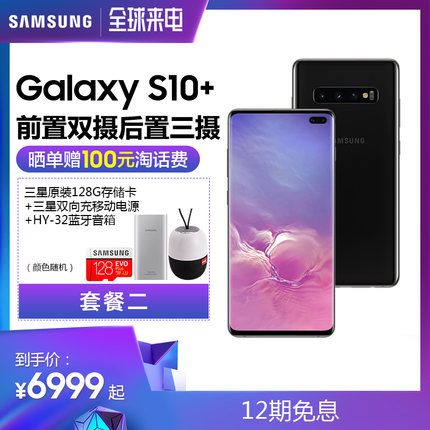 SAMSUNG 全球来电
Galaxy S10+
前置双摄后置三摄
晒单赠100元淘话费
三星原装128G存储卡
+三星双向充移动电源
+HY-32蓝牙音箱
(颜色随机)
SAMSUNG
128 EVO Plus
套餐二
到手价:
¥6999起
12期免息
SAMSUNG